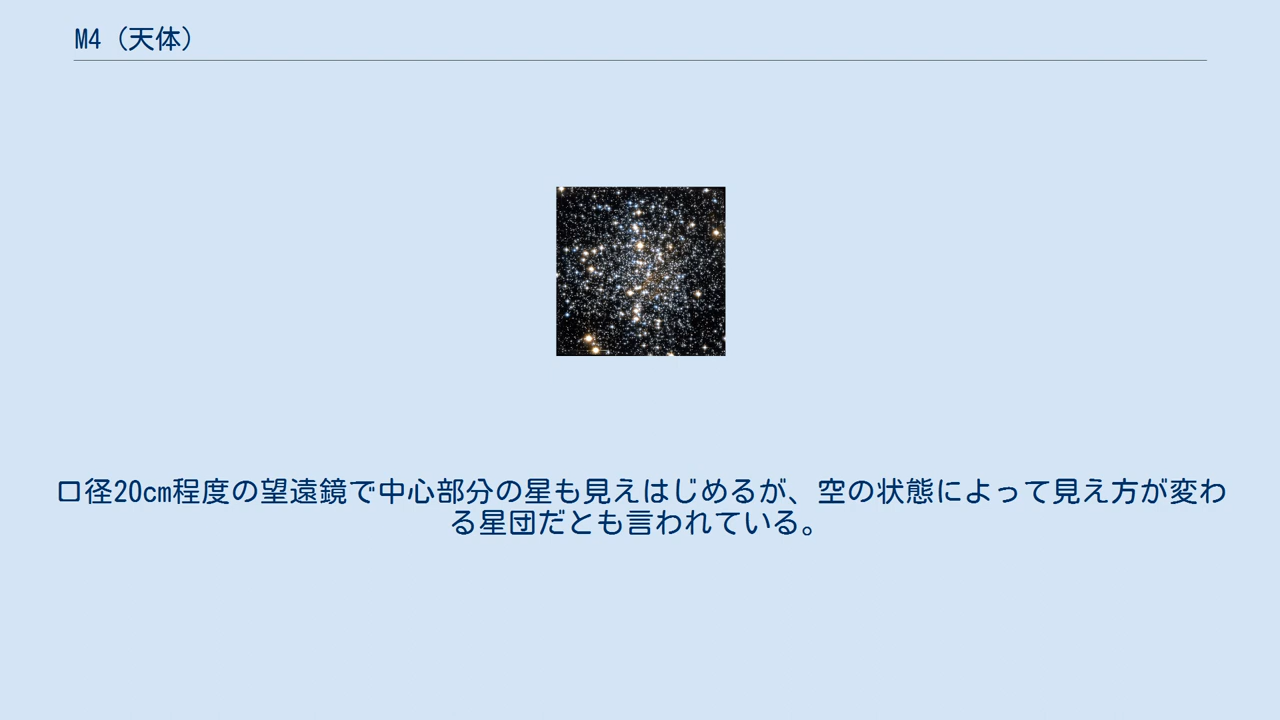 M4（天体）
口径20cm程度の望遠鏡で中心部分の星も見えはじめるが、空の状態によって見え方が変わ
る星団だとも言われている。